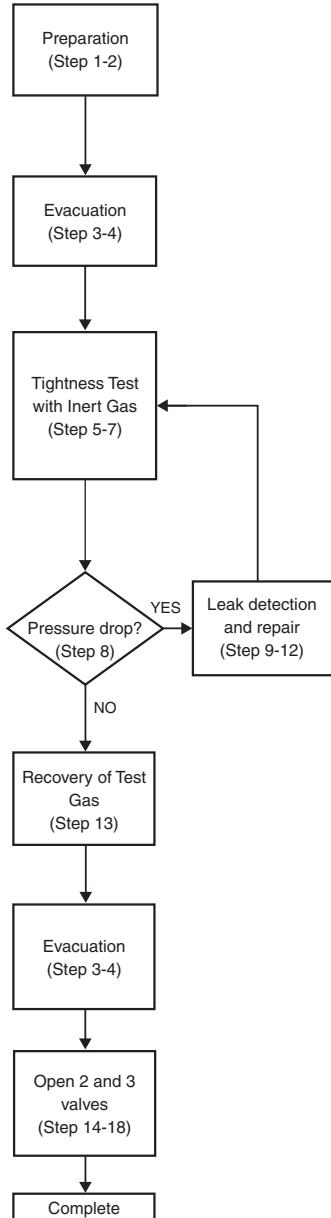 Preparation
(Step 1-2)
Evacuation
(Step 3-4)
Tightness Test
with Inert Gas
(Step 5-7)
Pressure drop?
(Step 8)
YES
Leak detection
and repair
(Step 9-12)
NO
Recovery of Test
Gas
(Step 13)
Evacuation
(Step 3-4)
Open 2 and 3
valves
(Step 14-18)
Complete